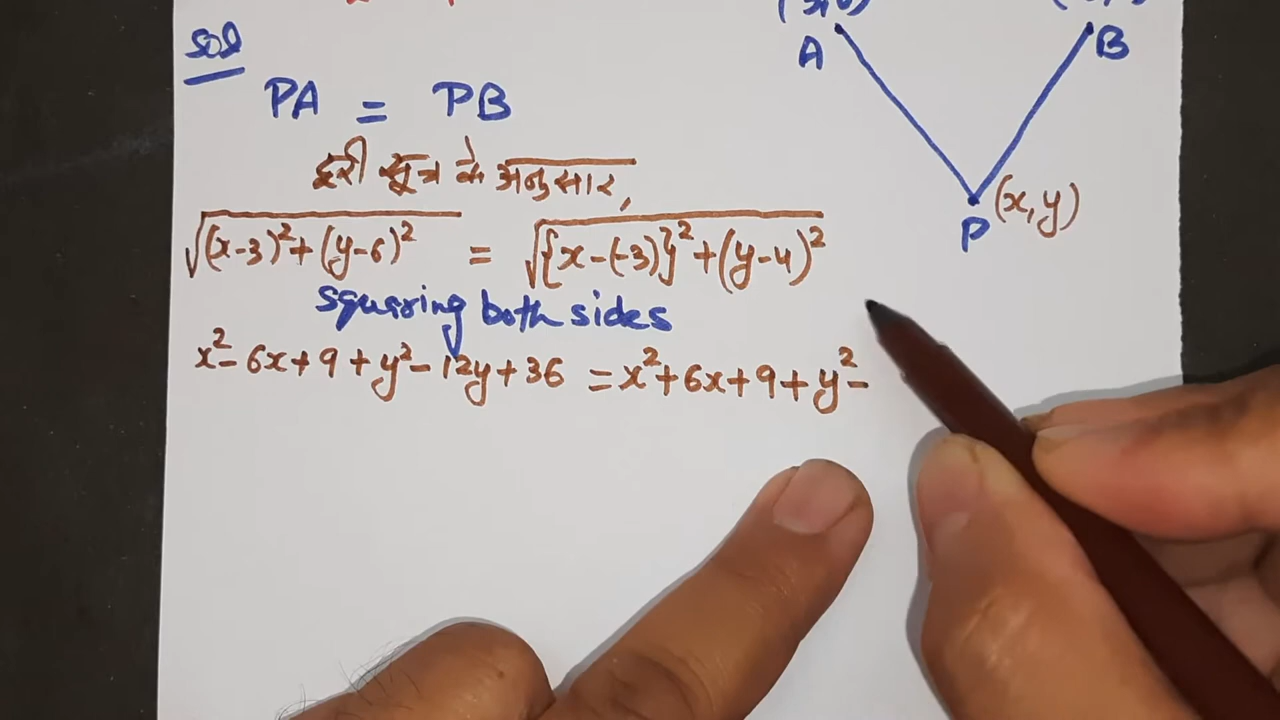 Sol
A
B
PA = PB
दूरी सूत्र के अनुसार,
P (x, y)
√(x-3)²+(y-6)² = √{x-(-3)}²+(y-4)²
squaring both sides
x²-6x+9+y²-12y+36 = x²+6x+9+y²-